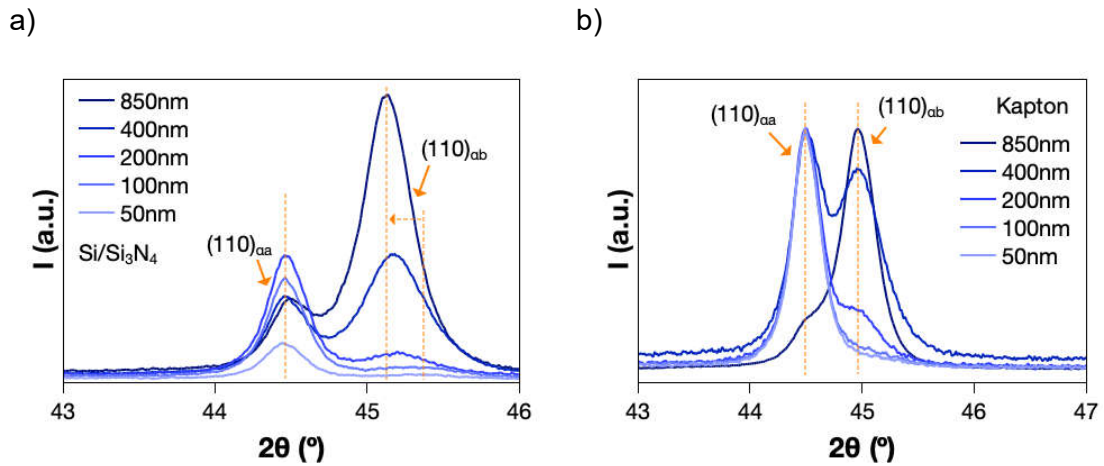 a)
850nm
400nm
200nm
100nm
50nm
Si/Si₃N₄
(110)αa
(110)αb
I (a.u.)
43 44 45 46
2θ (º)
b)
(110)αa
(110)αb
Kapton
850nm
400nm
200nm
100nm
50nm
I (a.u.)
43 44 45 46 47
2θ (º)